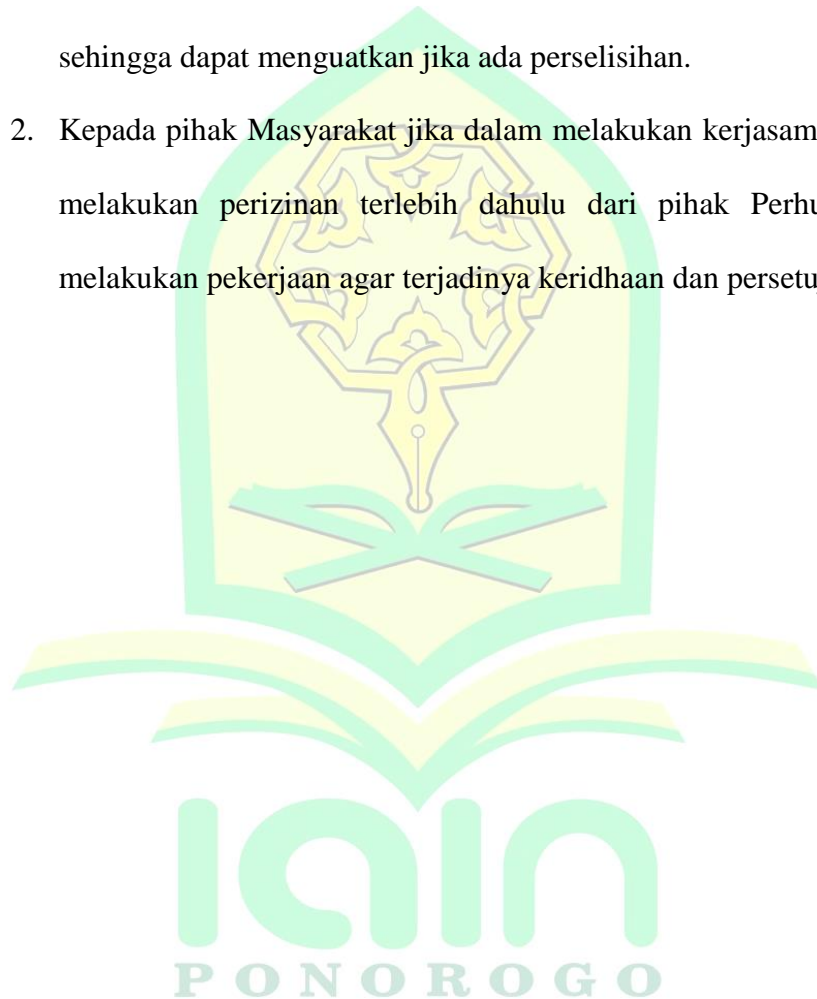 sehingga dapat menguatkan jika ada perselisihan.
2. Kepada pihak Masyarakat jika dalam melakukan kerjasam
melakukan perizinan terlebih dahulu dari pihak Perhu
melakukan pekerjaan agar terjadinya keridhaan dan persetu
iain
PONOROGO